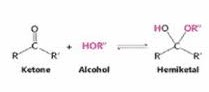 O
HO OR″
C + HOR″ ⇌ C
R R′ R R′
Ketone Alcohol Hemiketal